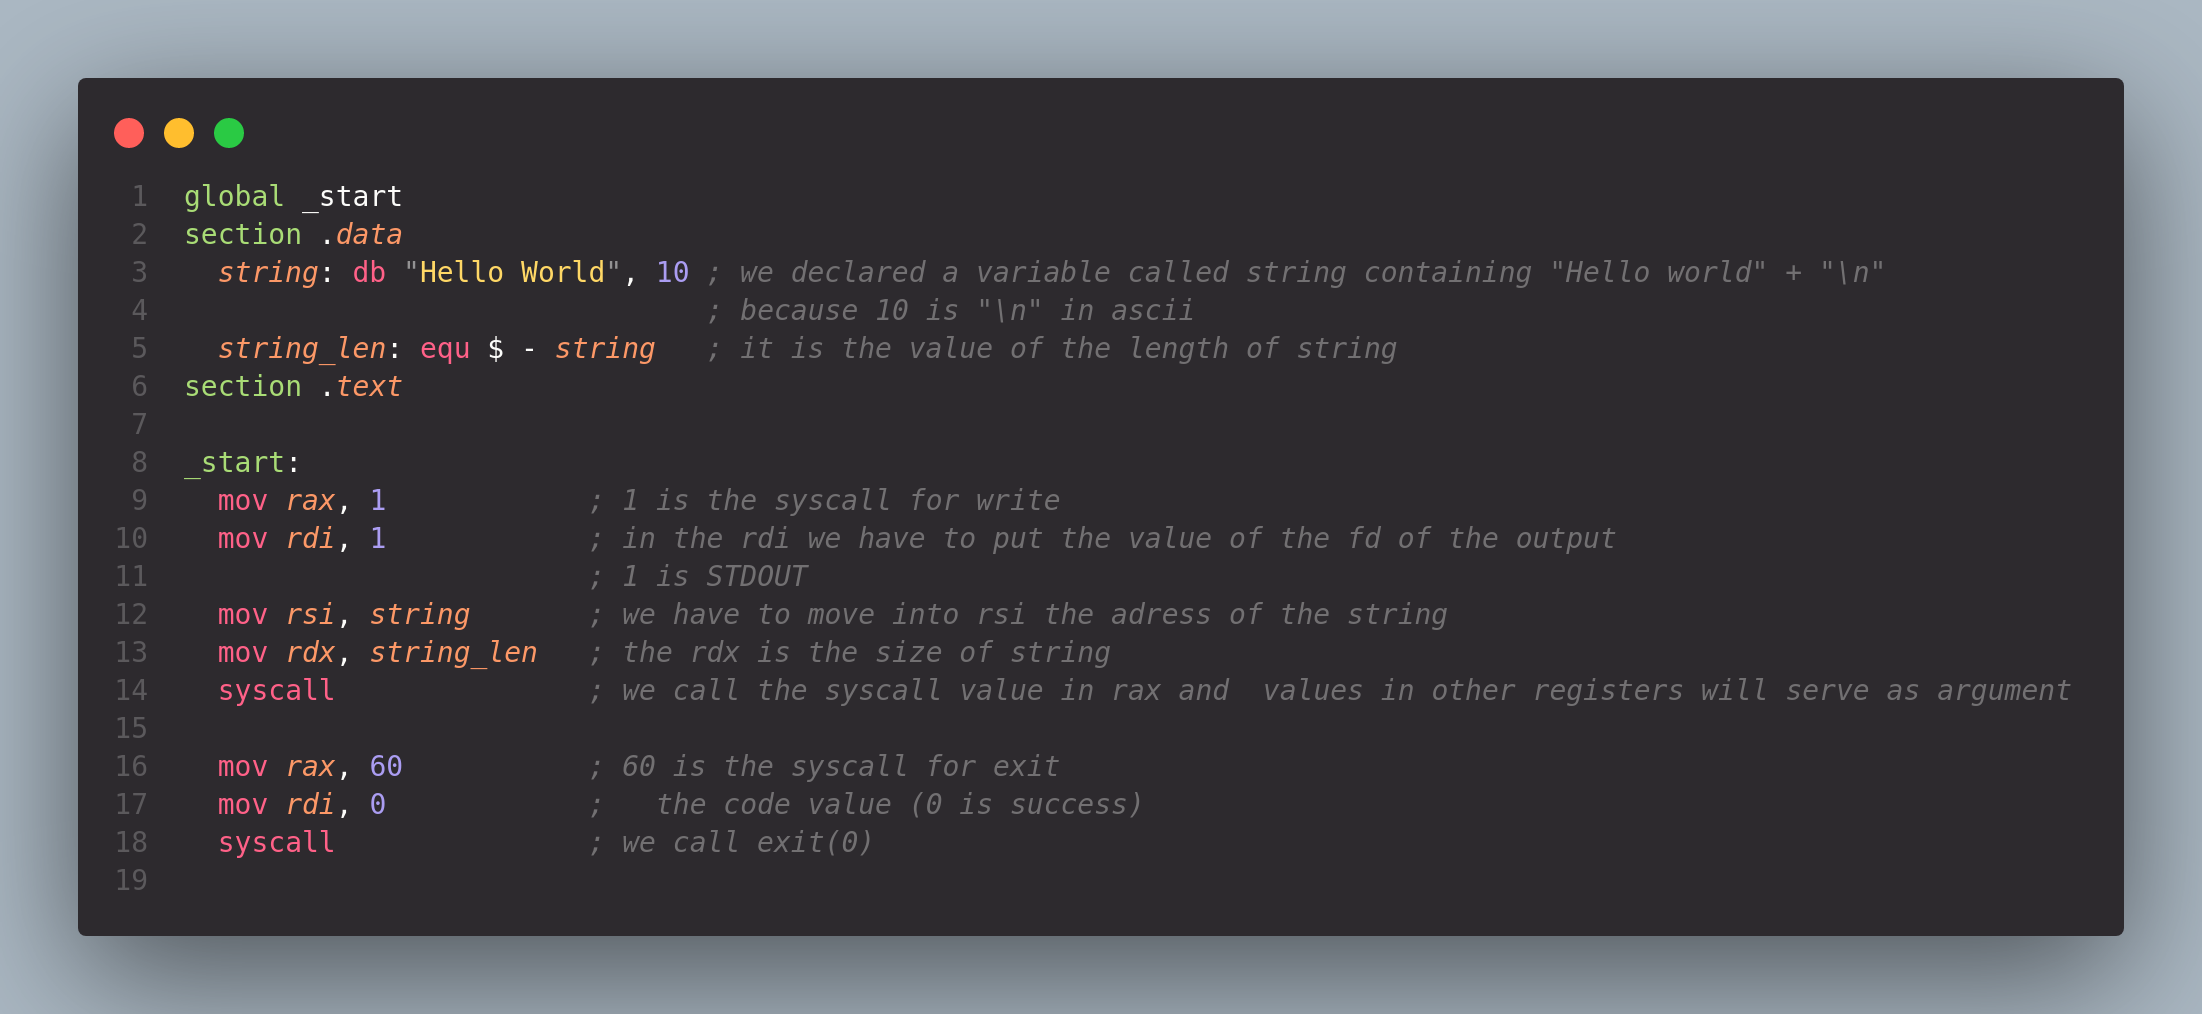 1 global _start
2 section .data
3   string: db "Hello World", 10 ; we declared a variable called string containing "Hello world" + "\n"
4                                ; because 10 is "\n" in ascii
5   string_len: equ $ - string   ; it is the value of the length of string
6 section .text
7
8 _start:
9   mov rax, 1            ; 1 is the syscall for write
10   mov rdi, 1            ; in the rdi we have to put the value of the fd of the output
11                         ; 1 is STDOUT
12   mov rsi, string       ; we have to move into rsi the adress of the string
13   mov rdx, string_len   ; the rdx is the size of string
14   syscall               ; we call the syscall value in rax and  values in other registers will serve as argument
15
16   mov rax, 60           ; 60 is the syscall for exit
17   mov rdi, 0            ;   the code value (0 is success)
18   syscall               ; we call exit(0)
19